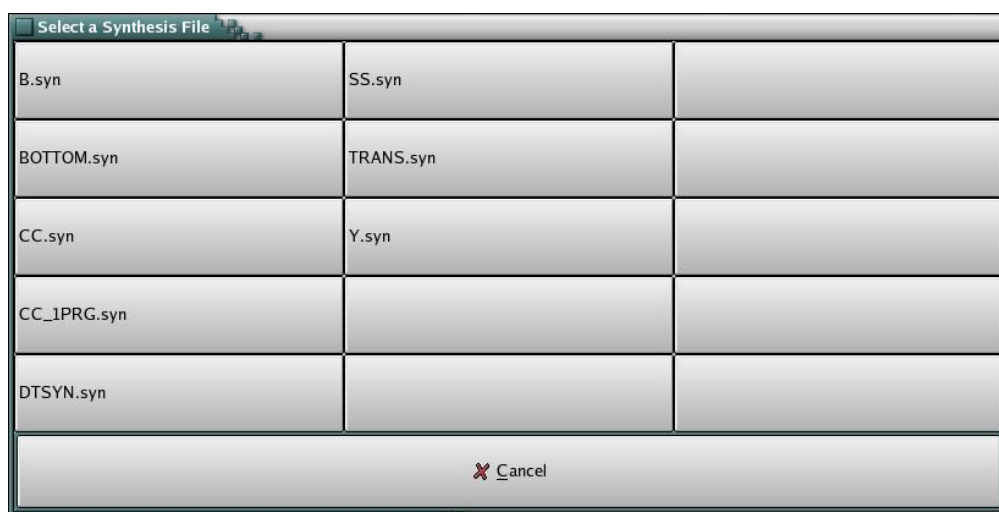 Select a Synthesis File
B.syn
SS.syn
BOTTOM.syn
TRANS.syn
CC.syn
Y.syn
CC_1PRG.syn
DTSYN.syn
Cancel